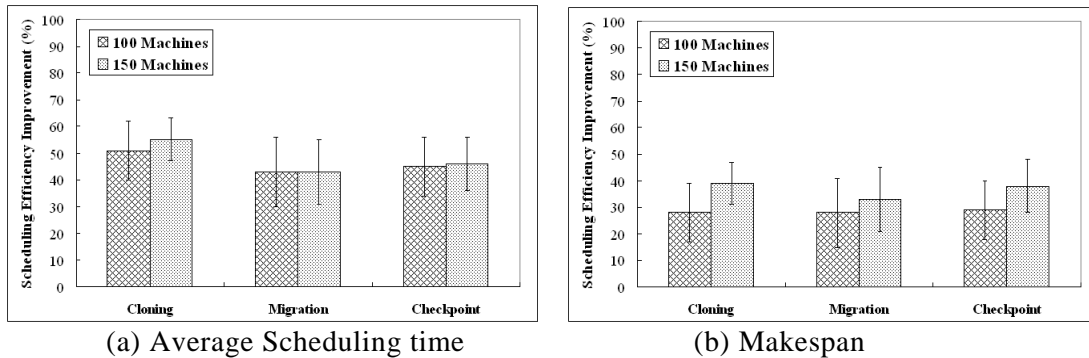 Scheduling Efficiency Improvement (%)
100
90
80
70
60
50
40
30
20
10
0
100 Machines
150 Machines
Cloning Migration Checkpoint
(a) Average Scheduling time
Scheduling Efficiency Improvement (%)
100
90
80
70
60
50
40
30
20
10
0
100 Machines
150 Machines
Cloning Migration Checkpoint
(b) Makespan